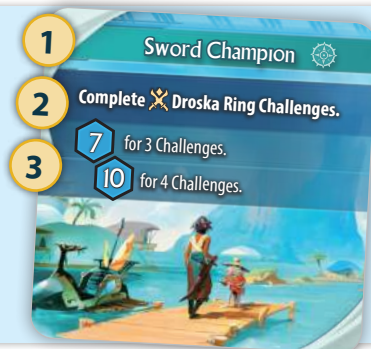 1
Sword Champion
2
Complete Droska Ring Challenges.
3
7 for 3 Challenges.
10 for 4 Challenges.